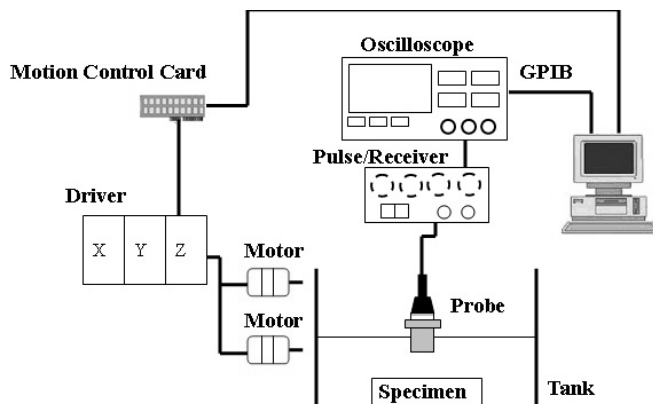 Oscilloscope
Motion Control Card
GPIB
Pulse/Receiver
Driver
X Y Z
Motor
Motor
Probe
Specimen
Tank